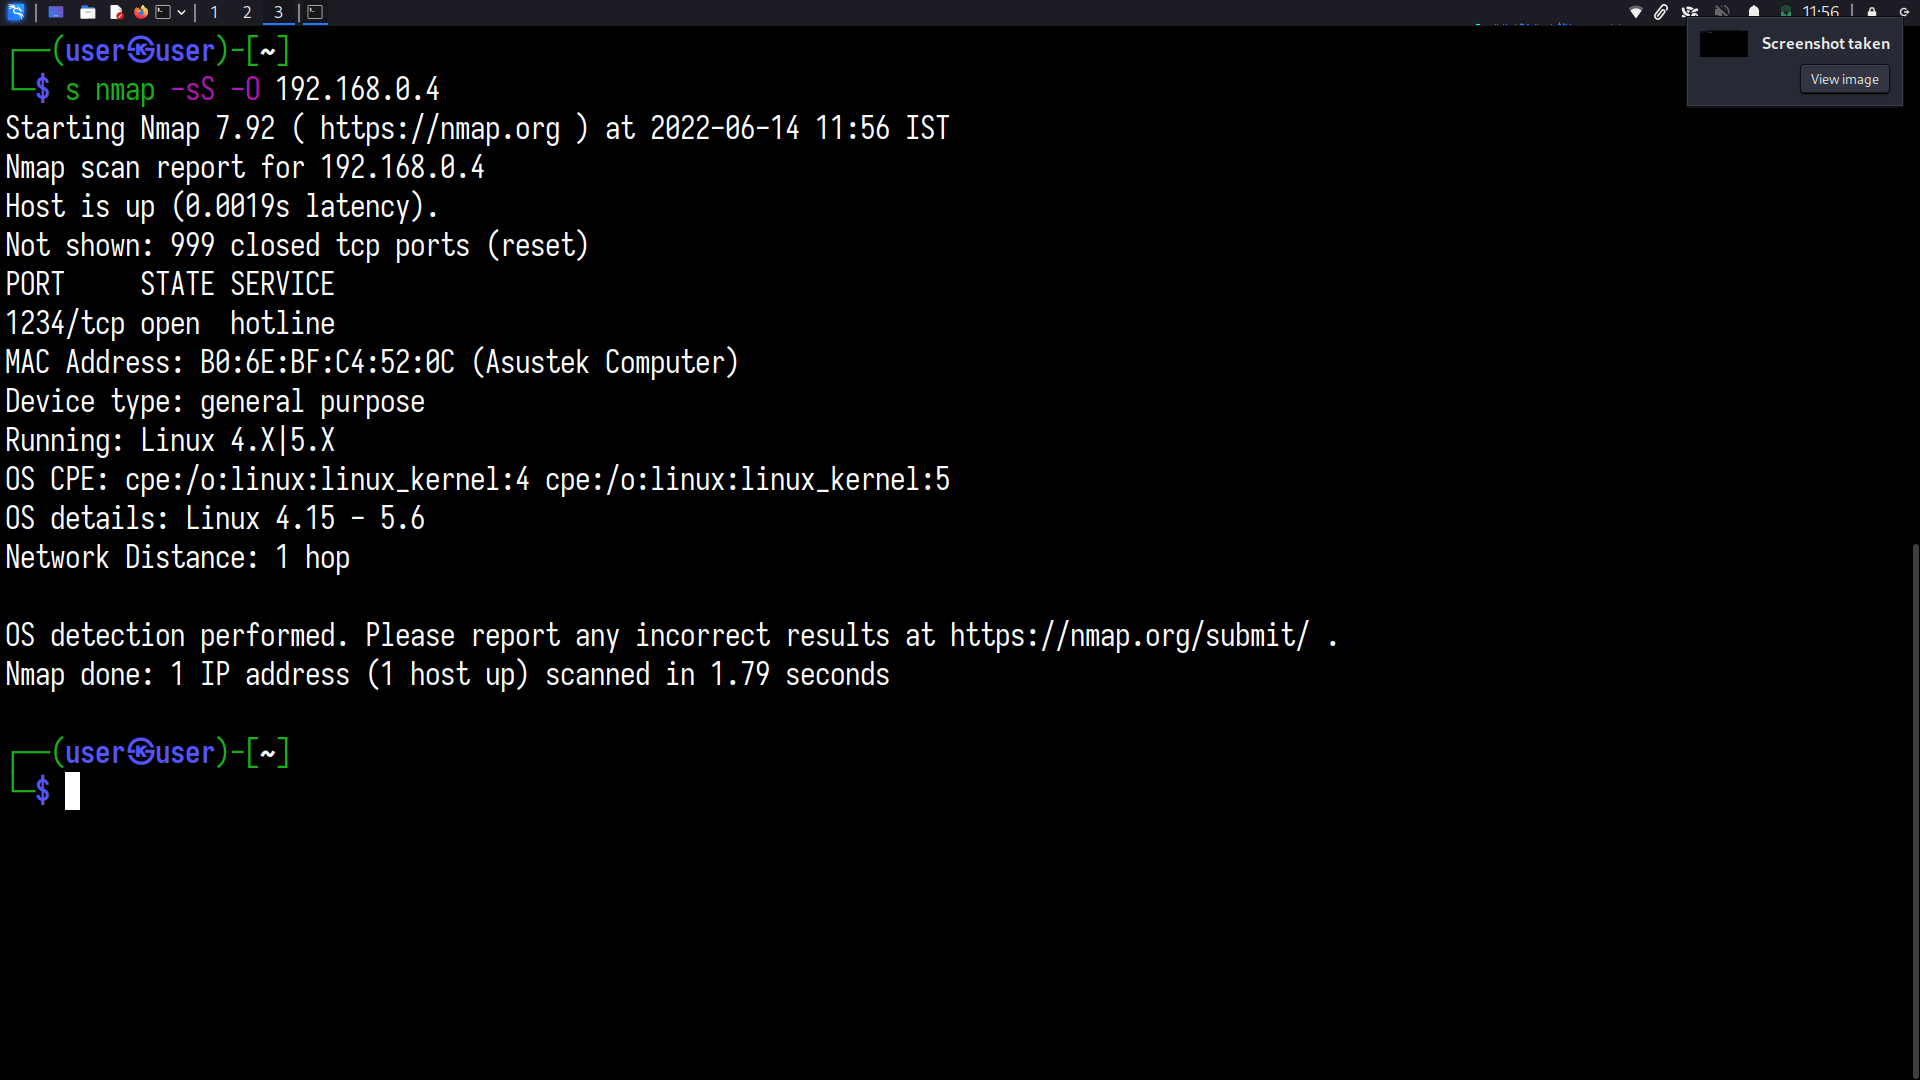 1 2 3 11:56
Screenshot taken
View image
┌──(user㉿user)-[~]
└─$ s nmap -sS -O 192.168.0.4
Starting Nmap 7.92 ( https://nmap.org ) at 2022-06-14 11:56 IST
Nmap scan report for 192.168.0.4
Host is up (0.0019s latency).
Not shown: 999 closed tcp ports (reset)
PORT     STATE SERVICE
1234/tcp open  hotline
MAC Address: B0:6E:BF:C4:52:0C (Asustek Computer)
Device type: general purpose
Running: Linux 4.X|5.X
OS CPE: cpe:/o:linux:linux_kernel:4 cpe:/o:linux:linux_kernel:5
OS details: Linux 4.15 - 5.6
Network Distance: 1 hop
OS detection performed. Please report any incorrect results at https://nmap.org/submit/ .
Nmap done: 1 IP address (1 host up) scanned in 1.79 seconds
┌──(user㉿user)-[~]
└─$